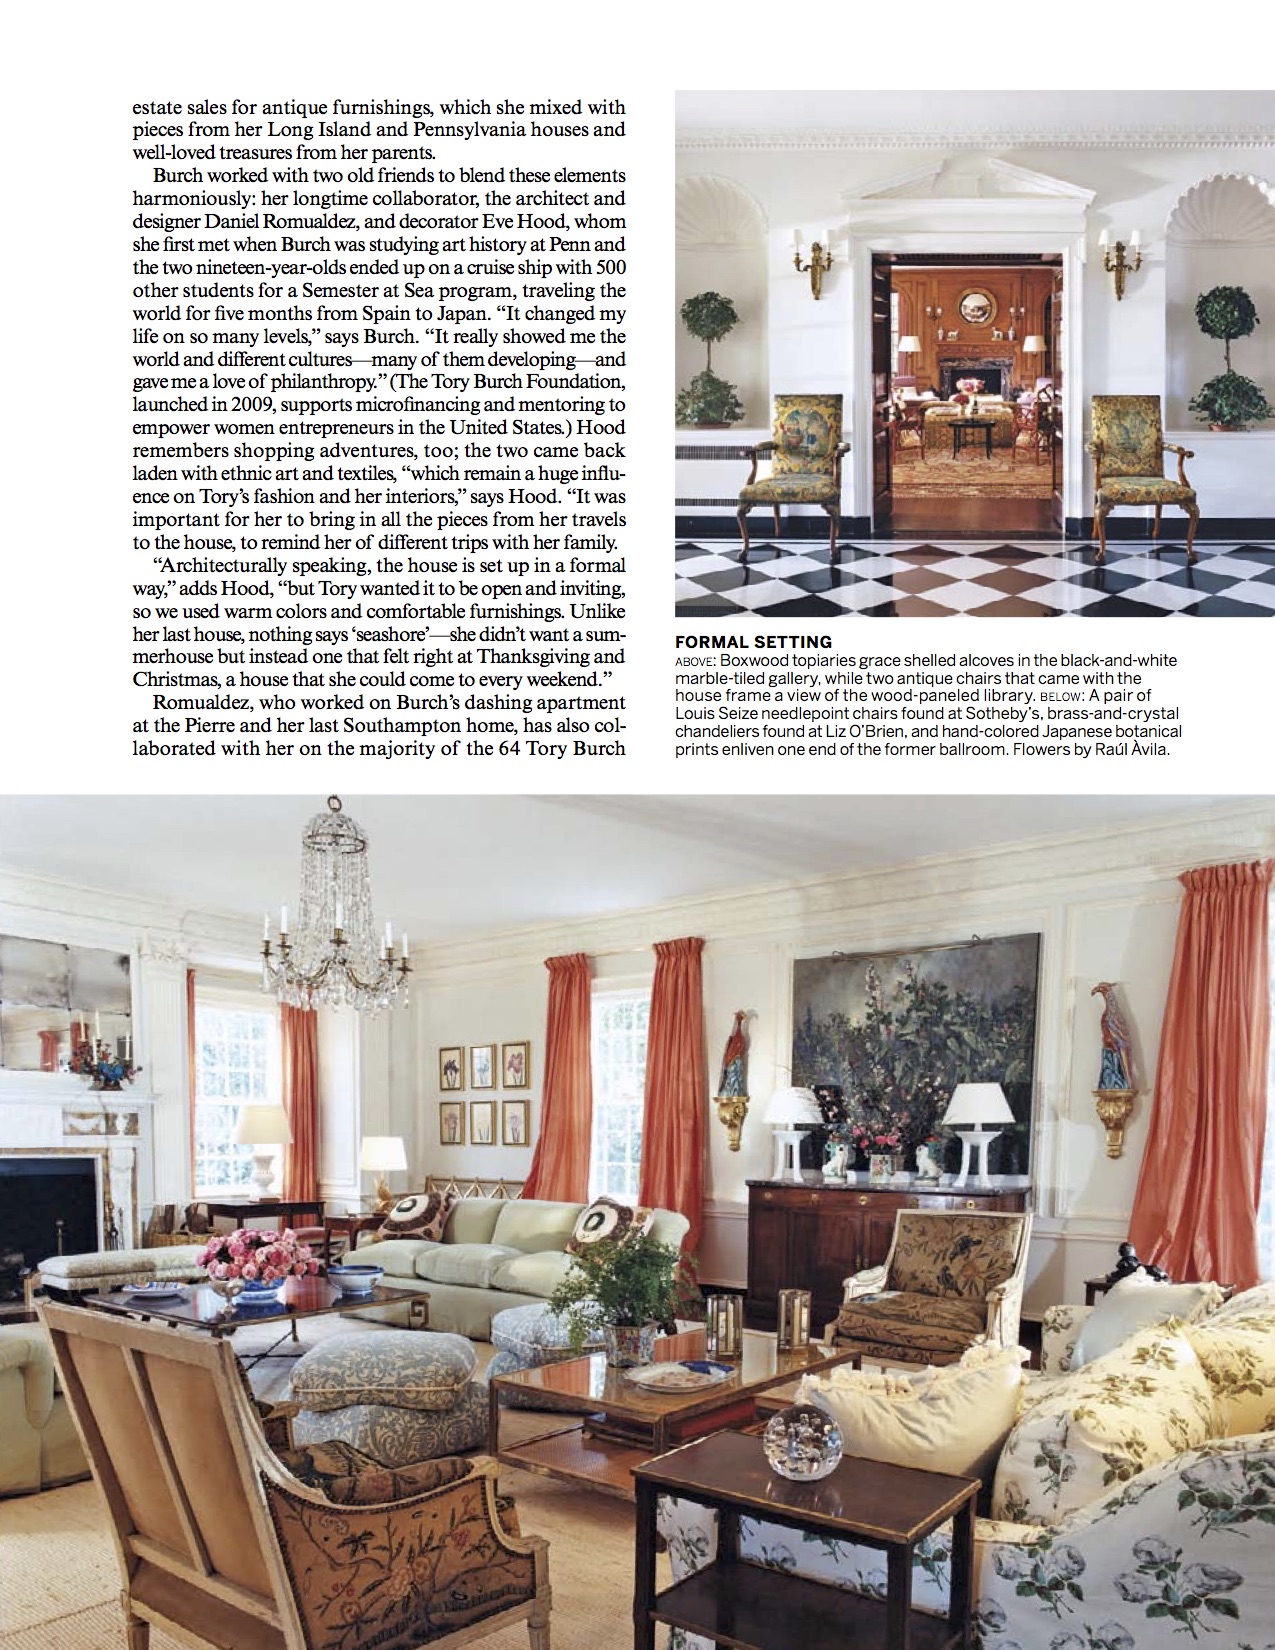 estate sales for antique furnishings, which she mixed with
pieces from her Long Island and Pennsylvania houses and
well-loved treasures from her parents.
Burch worked with two old friends to blend these elements
harmoniously: her longtime collaborator, the architect and
designer Daniel Romualdez, and decorator Eve Hood, whom
she first met when Burch was studying art history at Penn and
the two nineteen-year-olds ended up on a cruise ship with 500
other students for a Semester at Sea program, traveling the
world for five months from Spain to Japan. “It changed my
life on so many levels,” says Burch. “It really showed me the
world and different cultures—many of them developing—and
gave me a love of philanthropy.” (The Tory Burch Foundation,
launched in 2009, supports microfinancing and mentoring to
empower women entrepreneurs in the United States.) Hood
remembers shopping adventures, too; the two came back
laden with ethnic art and textiles, “which remain a huge influ-
ence on Tory’s fashion and her interiors,” says Hood. “It was
important for her to bring in all the pieces from her travels
to the house, to remind her of different trips with her family.
“Architecturally speaking, the house is set up in a formal
way,” adds Hood, “but Tory wanted it to be open and inviting,
so we used warm colors and comfortable furnishings. Unlike
her last house, nothing says ‘seashore’—she didn’t want a sum-
merhouse but instead one that felt right at Thanksgiving and
Christmas, a house that she could come to every weekend.”
Romualdez, who worked on Burch’s dashing apartment
at the Pierre and her last Southampton home, has also col-
laborated with her on the majority of the 64 Tory Burch
FORMAL SETTING
ABOVE: Boxwood topiaries grace shelled alcoves in the black-and-white
marble-tiled gallery, while two antique chairs that came with the
house frame a view of the wood-paneled library. BELOW: A pair of
Louis Seize needlepoint chairs found at Sotheby’s, brass-and-crystal
chandeliers found at Liz O’Brien, and hand-colored Japanese botanical
prints enliven one end of the former ballroom. Flowers by Raúl Àvila.